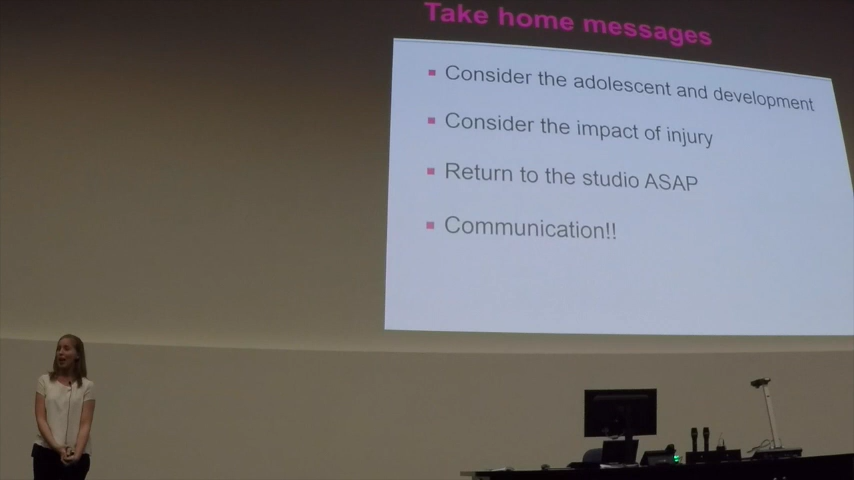 Take home messages
Consider the adolescent and development
Consider the impact of injury
Return to the studio ASAP
Communication!!